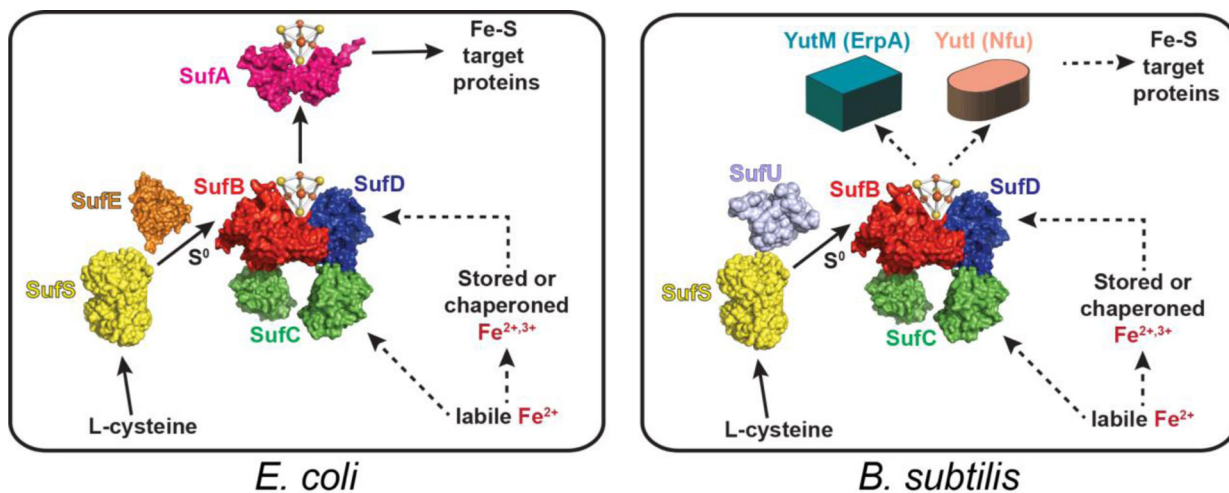 Fe-S
target
proteins
SufA
SufE
SufB
SufD
S⁰
SufS
SufC
Stored or
chaperoned
Fe²⁺,³⁺
labile Fe²⁺
L-cysteine
E. coli
YutM (ErpA)
YutI (Nfu)
Fe-S
target
proteins
SufU
SufB
SufD
S⁰
SufS
SufC
Stored or
chaperoned
Fe²⁺,³⁺
labile Fe²⁺
L-cysteine
B. subtilis